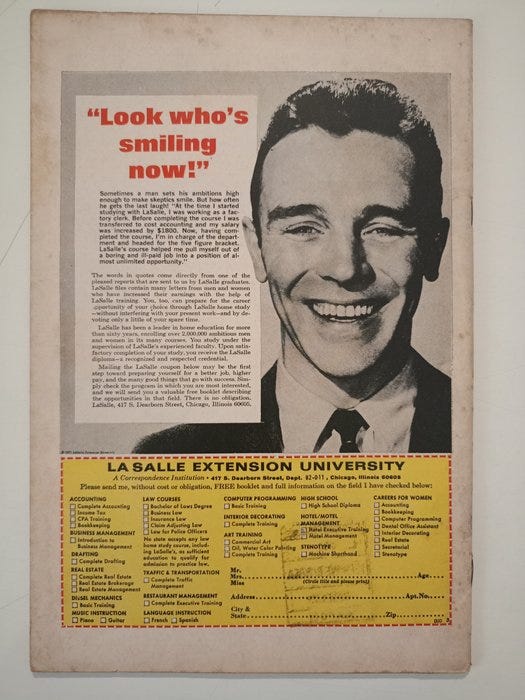 “Look who's
smiling
now!”
Sometimes a man sets his ambitions high
enough to make skeptics smile. But how often
he gets the last laugh! “At the time I started
studying with LaSalle, I was working as a fac-
tory clerk. Before completing the course I was
transferred to cost accounting and my salary
was increased by $1800. Now, having com-
pleted the course, I'm in charge of the depart-
ment and headed for the five figure bracket.
LaSalle's course helped me pull myself out of
a boring and ill-paid job into a position of al-
most unlimited opportunity.”
The words in quotes come directly from one of the
pleased reports that are sent to us by LaSalle graduates.
LaSalle files contain many letters from men and women
who have increased their earnings with the help of
LaSalle training. You, too, can prepare for the career
opportunity of your choice through LaSalle home study
—without interfering with your present work—and by de-
voting only a little of your spare time.
LaSalle has been a leader in home education for more
than sixty years, enrolling over 2,000,000 ambitious men
and women in its many courses. You study under the
supervision of LaSalle's experienced faculty. Upon satis-
factory completion of your study, you receive the LaSalle
diploma—a recognized and respected credential.
Mailing the LaSalle coupon below may be the first
step toward preparing yourself for a better job, higher
pay, and the many good things that go with success. Sim-
ply check the program in which you are most interested,
and we will send you a valuable free booklet describing
the opportunities in that field. There is no obligation.
LaSalle, 417 S. Dearborn Street, Chicago, Illinois 60605.
LA SALLE EXTENSION UNIVERSITY
A Correspondence Institution • 417 S. Dearborn Street, Dept. 82-011, Chicago, Illinois 60605
Please send me, without cost or obligation, FREE booklet and full information on the field I have checked below:
ACCOUNTING
Complete Accounting
Income Tax
CPA Training
Bookkeeping
BUSINESS MANAGEMENT
Introduction to
Business Management
DRAFTING
Complete Drafting
REAL ESTATE
Complete Real Estate
Real Estate Brokerage
Real Estate Management
DIESEL MECHANICS
Basic Training
MUSIC INSTRUCTION
Piano Guitar
LAW COURSES
Bachelor of Laws Degree
Business Law
Insurance Law
Claim Adjusting Law
Law for Police Officers
No state accepts any law
home study course, includ-
ing LaSalle's, as sufficient
education to qualify for
admission to practice law.
TRAFFIC & TRANSPORTATION
Complete Traffic
Management
RESTAURANT MANAGEMENT
Complete Executive Training
LANGUAGE INSTRUCTION
French Spanish
COMPUTER PROGRAMMING
Basic Training
INTERIOR DECORATING
Complete Training
ART TRAINING
Commercial Art
Oil, Water Color Painting
Complete Training
HIGH SCHOOL
High School Diploma
HOTEL/MOTEL
MANAGEMENT
Hotel Executive Training
Motel Management
STENOTYPE
Machine Shorthand
CAREERS FOR WOMEN
Accounting
Bookkeeping
Computer Programming
Dental Office Assistant
Interior Decorating
Real Estate
Secretarial
Stenotype
Mr.
Mrs.
Miss (Circle title and please print) Age
Address Apt.No.
City &
State Zip